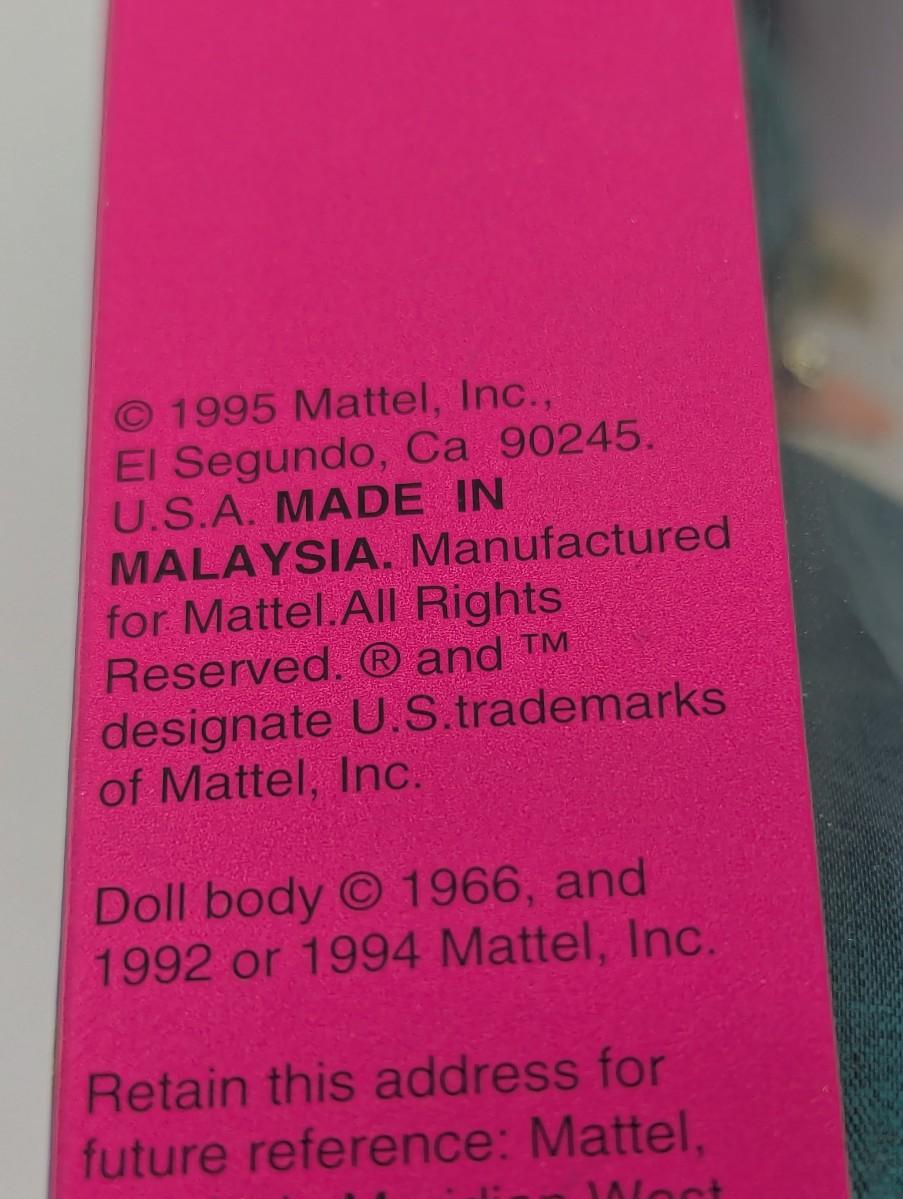 © 1995 Mattel, Inc.,
El Segundo, Ca 90245.
U.S.A. MADE IN
MALAYSIA. Manufactured
for Mattel.All Rights
Reserved. ® and ™
designate U.S.trademarks
of Mattel, Inc.
Doll body © 1966, and
1992 or 1994 Mattel, Inc.
Retain this address for
future reference: Mattel,
Meridian West